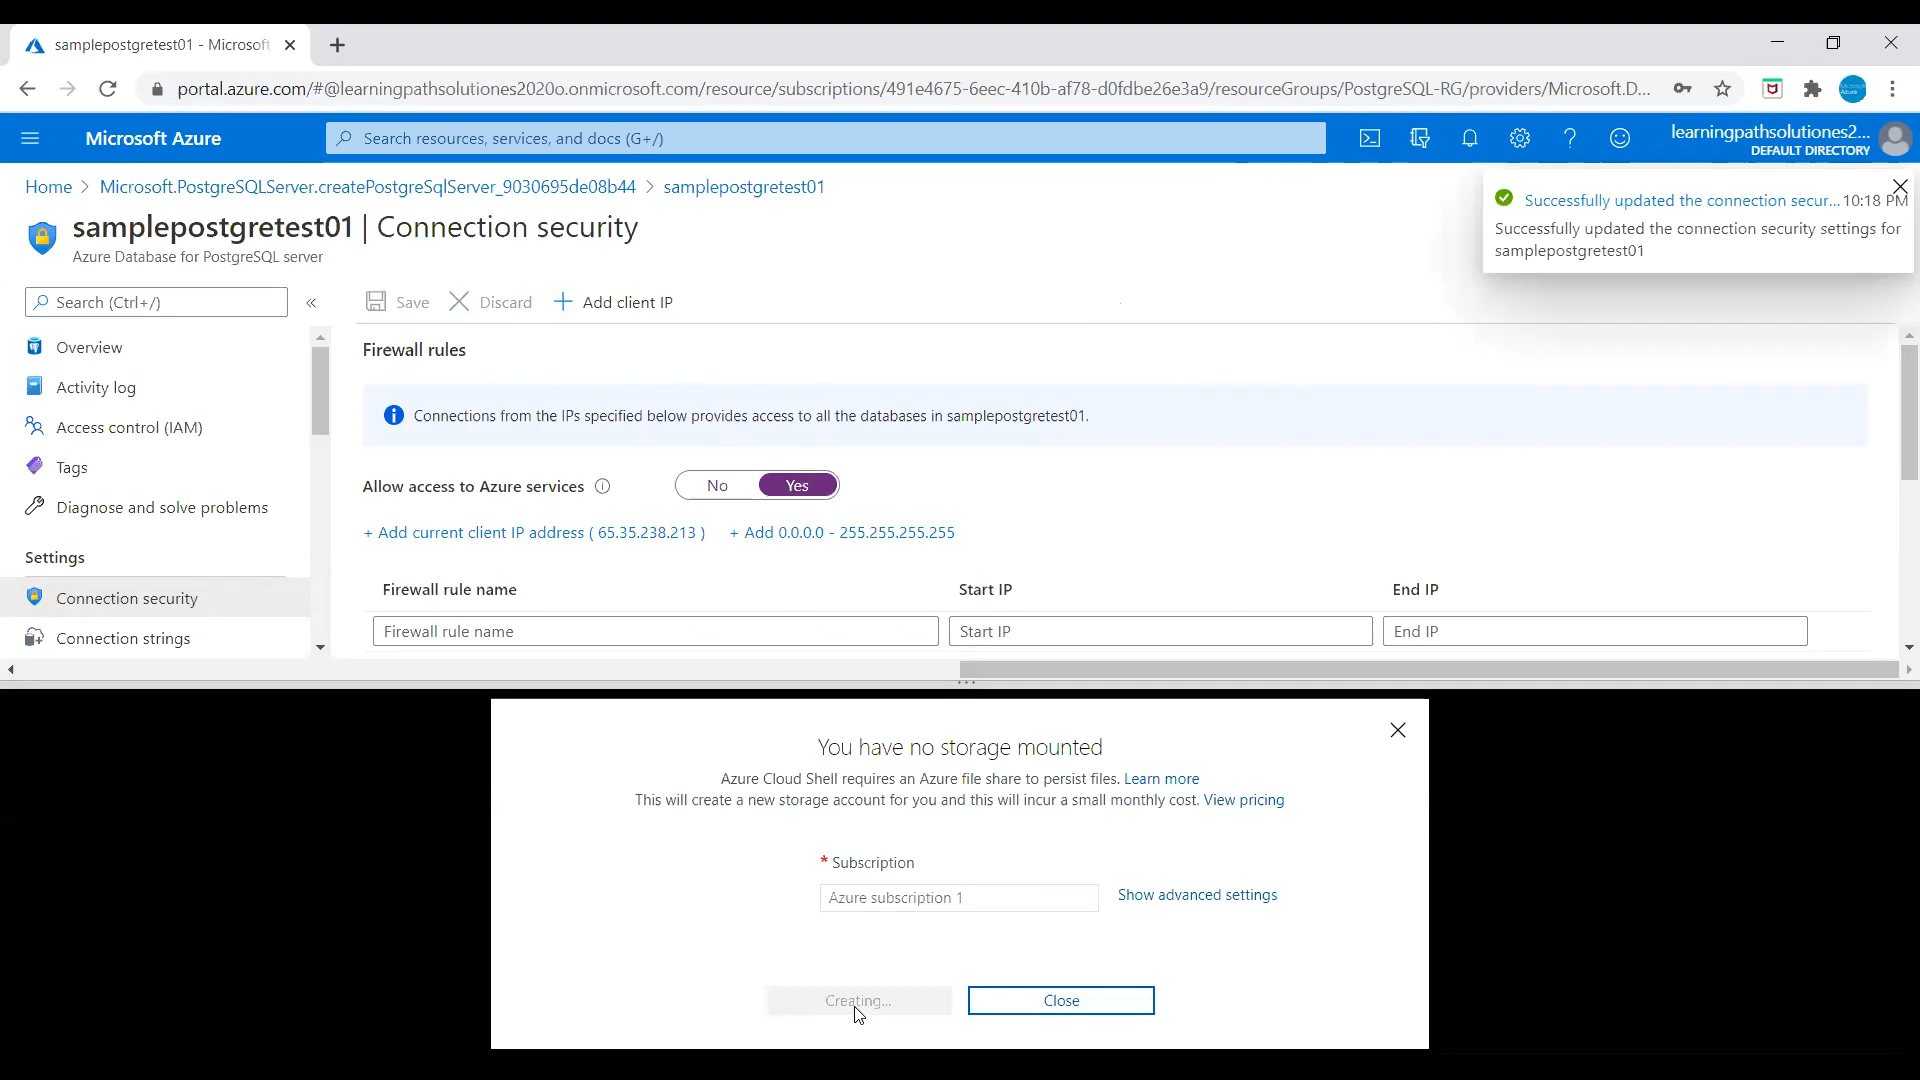 samplepostgretest01 - Microsoft
portal.azure.com/#@learningpathsolutiones2020o.onmicrosoft.com/resource/subscriptions/491e4675-6eec-410b-af78-d0fdbe26e3a9/resourceGroups/PostgreSQL-RG/providers/Microsoft.D...
Microsoft Azure
Search resources, services, and docs (G+/)
learningpathsolutiones2...
DEFAULT DIRECTORY
Home > Microsoft.PostgreSQLServer.createPostgreSqlServer_9030695de08b44 > samplepostgretest01
Successfully updated the connection secur... 10:18 PM
Successfully updated the connection security settings for
samplepostgretest01
samplepostgretest01 | Connection security
Azure Database for PostgreSQL server
Search (Ctrl+/)
«
Save
Discard
Add client IP
Overview
Activity log
Access control (IAM)
Tags
Diagnose and solve problems
Settings
Connection security
Connection strings
Firewall rules
Connections from the IPs specified below provides access to all the databases in samplepostgretest01.
Allow access to Azure services
No
Yes
+ Add current client IP address ( 65.35.238.213 )
+ Add 0.0.0.0 - 255.255.255.255
Firewall rule name
Start IP
End IP
Firewall rule name
Start IP
End IP
You have no storage mounted
Azure Cloud Shell requires an Azure file share to persist files. Learn more
This will create a new storage account for you and this will incur a small monthly cost. View pricing
* Subscription
Azure subscription 1
Show advanced settings
Creating...
Close